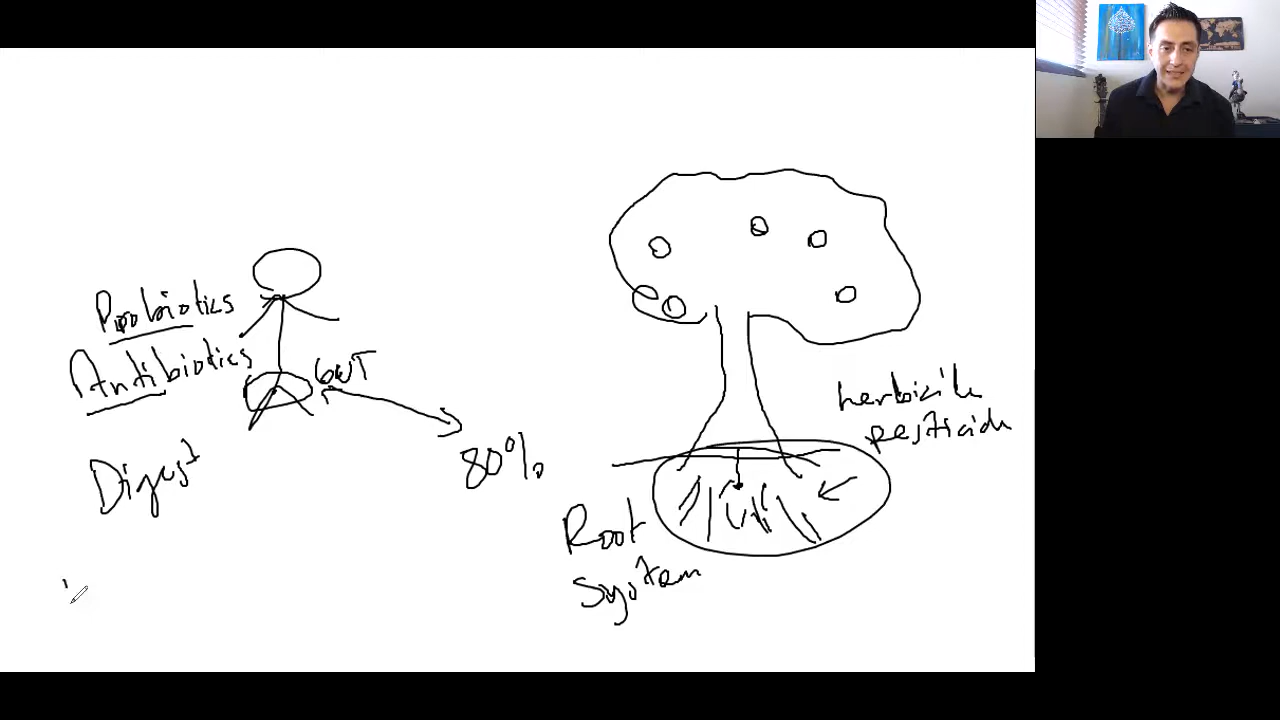 Probiotics
Antibiotics
GUT
Digest
80%
herbicide
pesticide
Root
System